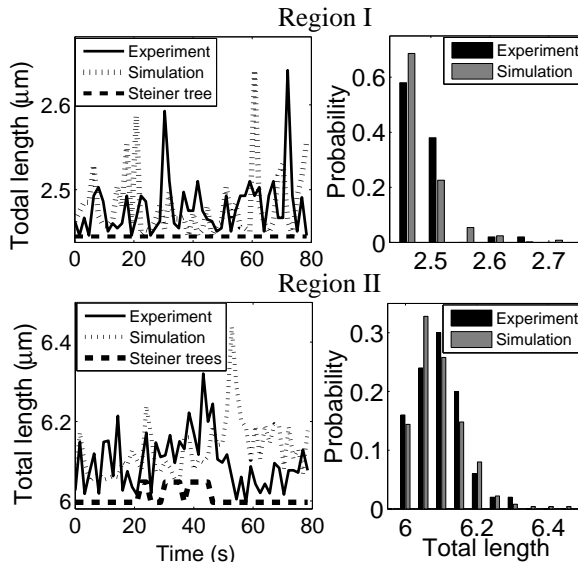 Region I
Todal length (μm)
2.6
2.5
0 20 40 60 80
Experiment
Simulation
Steiner tree
Probability
0.6
0.4
0.2
0
2.5 2.6 2.7
Experiment
Simulation
Region II
Total length (μm)
6.4
6.2
6
0 20 40 60 80
Time (s)
Experiment
Simulation
Steiner trees
Probability
0.3
0.2
0.1
0
6 6.2 6.4
Total length
Experiment
Simulation